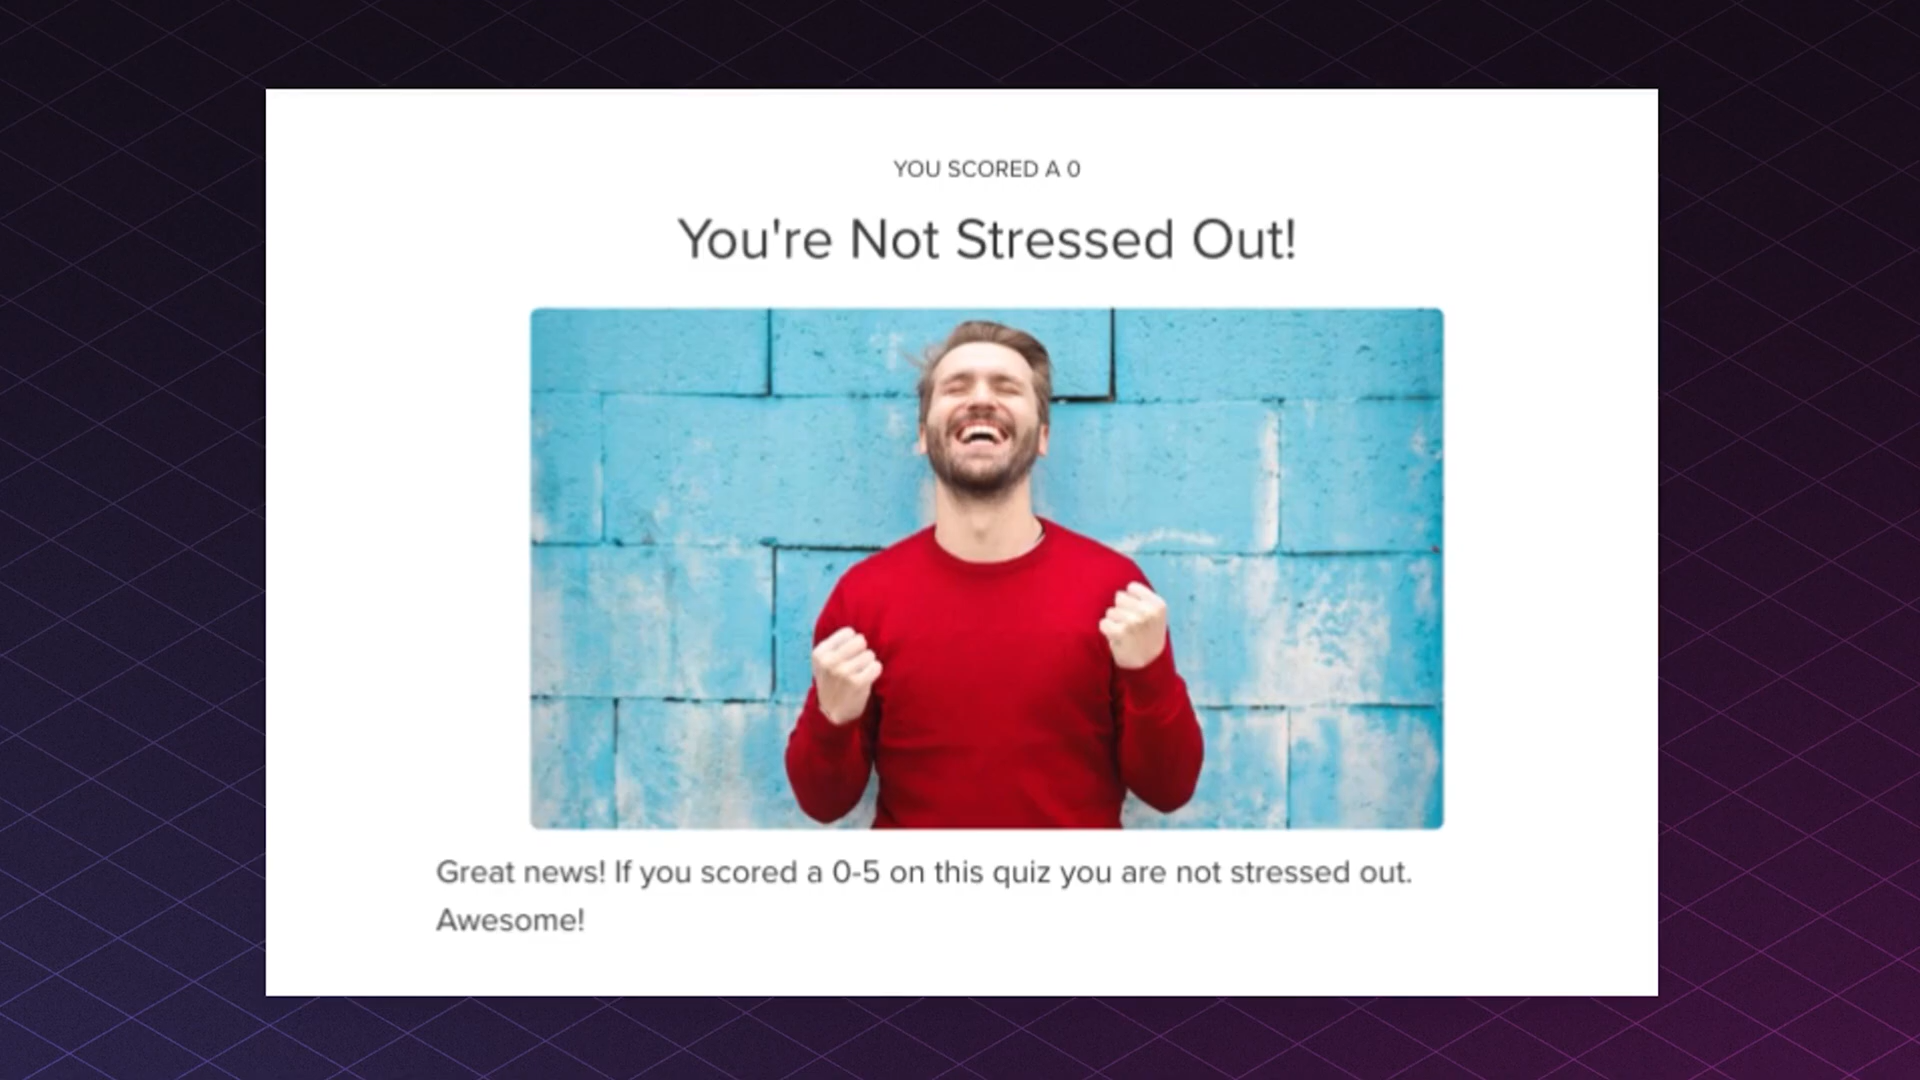 YOU SCORED A 0
You're Not Stressed Out!
Great news! If you scored a 0-5 on this quiz you are not stressed out.
Awesome!